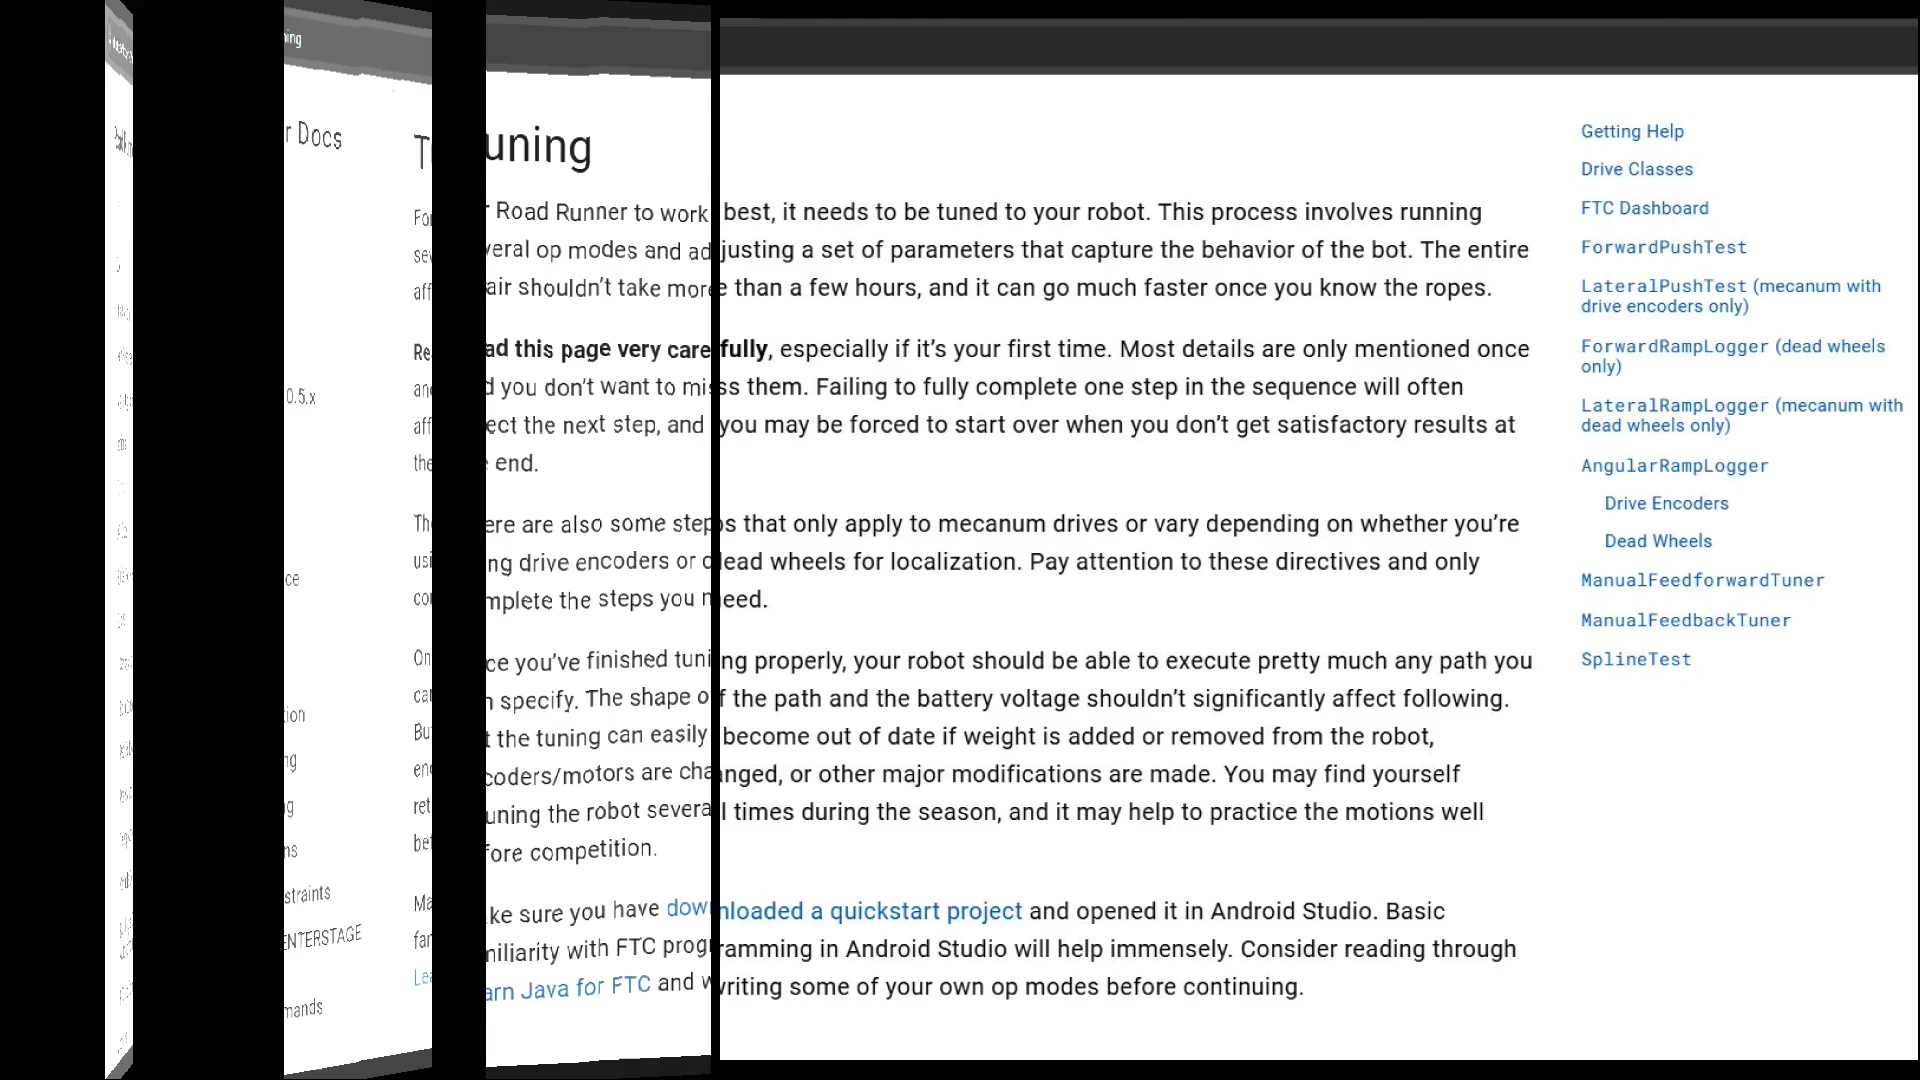 ning
r Docs
0.5.x
ce
tion
ng
g
ns
straints
ENTERSTAGE
mands
Tuning
For Road Runner to work best, it needs to be tuned to your robot. This process involves running
several op modes and adjusting a set of parameters that capture the behavior of the bot. The entire
affair shouldn’t take more than a few hours, and it can go much faster once you know the ropes.
Read this page very carefully, especially if it’s your first time. Most details are only mentioned once
and you don’t want to miss them. Failing to fully complete one step in the sequence will often
affect the next step, and you may be forced to start over when you don’t get satisfactory results at
the end.
There are also some steps that only apply to mecanum drives or vary depending on whether you’re
using drive encoders or dead wheels for localization. Pay attention to these directives and only
complete the steps you need.
Once you’ve finished tuning properly, your robot should be able to execute pretty much any path you
can specify. The shape of the path and the battery voltage shouldn’t significantly affect following.
But the tuning can easily become out of date if weight is added or removed from the robot,
encoders/motors are changed, or other major modifications are made. You may find yourself
retuning the robot several times during the season, and it may help to practice the motions well
before competition.
Make sure you have downloaded a quickstart project and opened it in Android Studio. Basic
familiarity with FTC programming in Android Studio will help immensely. Consider reading through
Learn Java for FTC and writing some of your own op modes before continuing.
Getting Help
Drive Classes
FTC Dashboard
ForwardPushTest
LateralPushTest (mecanum with
drive encoders only)
ForwardRampLogger (dead wheels
only)
LateralRampLogger (mecanum with
dead wheels only)
AngularRampLogger
Drive Encoders
Dead Wheels
ManualFeedforwardTuner
ManualFeedbackTuner
SplineTest